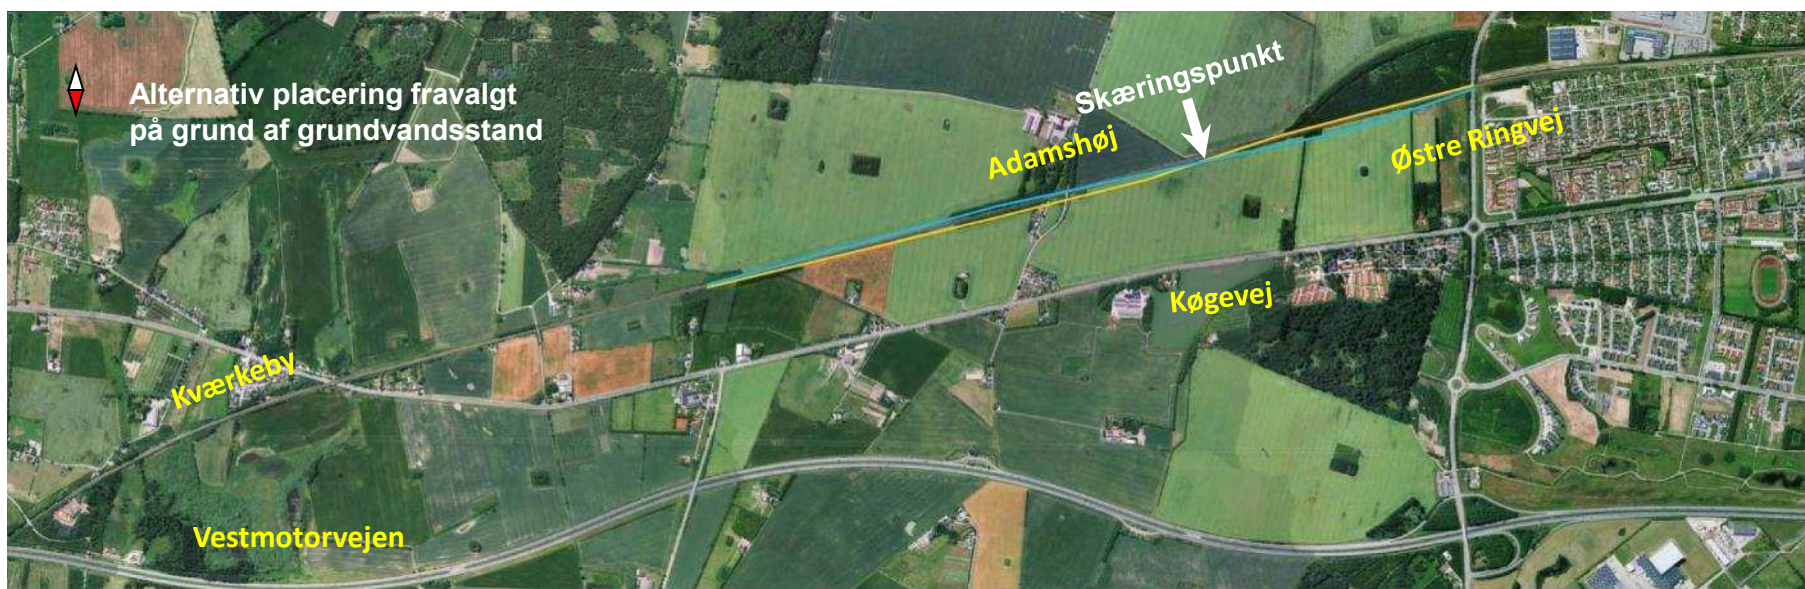 Alternativ placering fravalgt
på grund af grundvandsstand
Skæringspunkt
Adamshøj
Østre Ringvej
Køgevej
Kværkeby
Vestmotorvejen